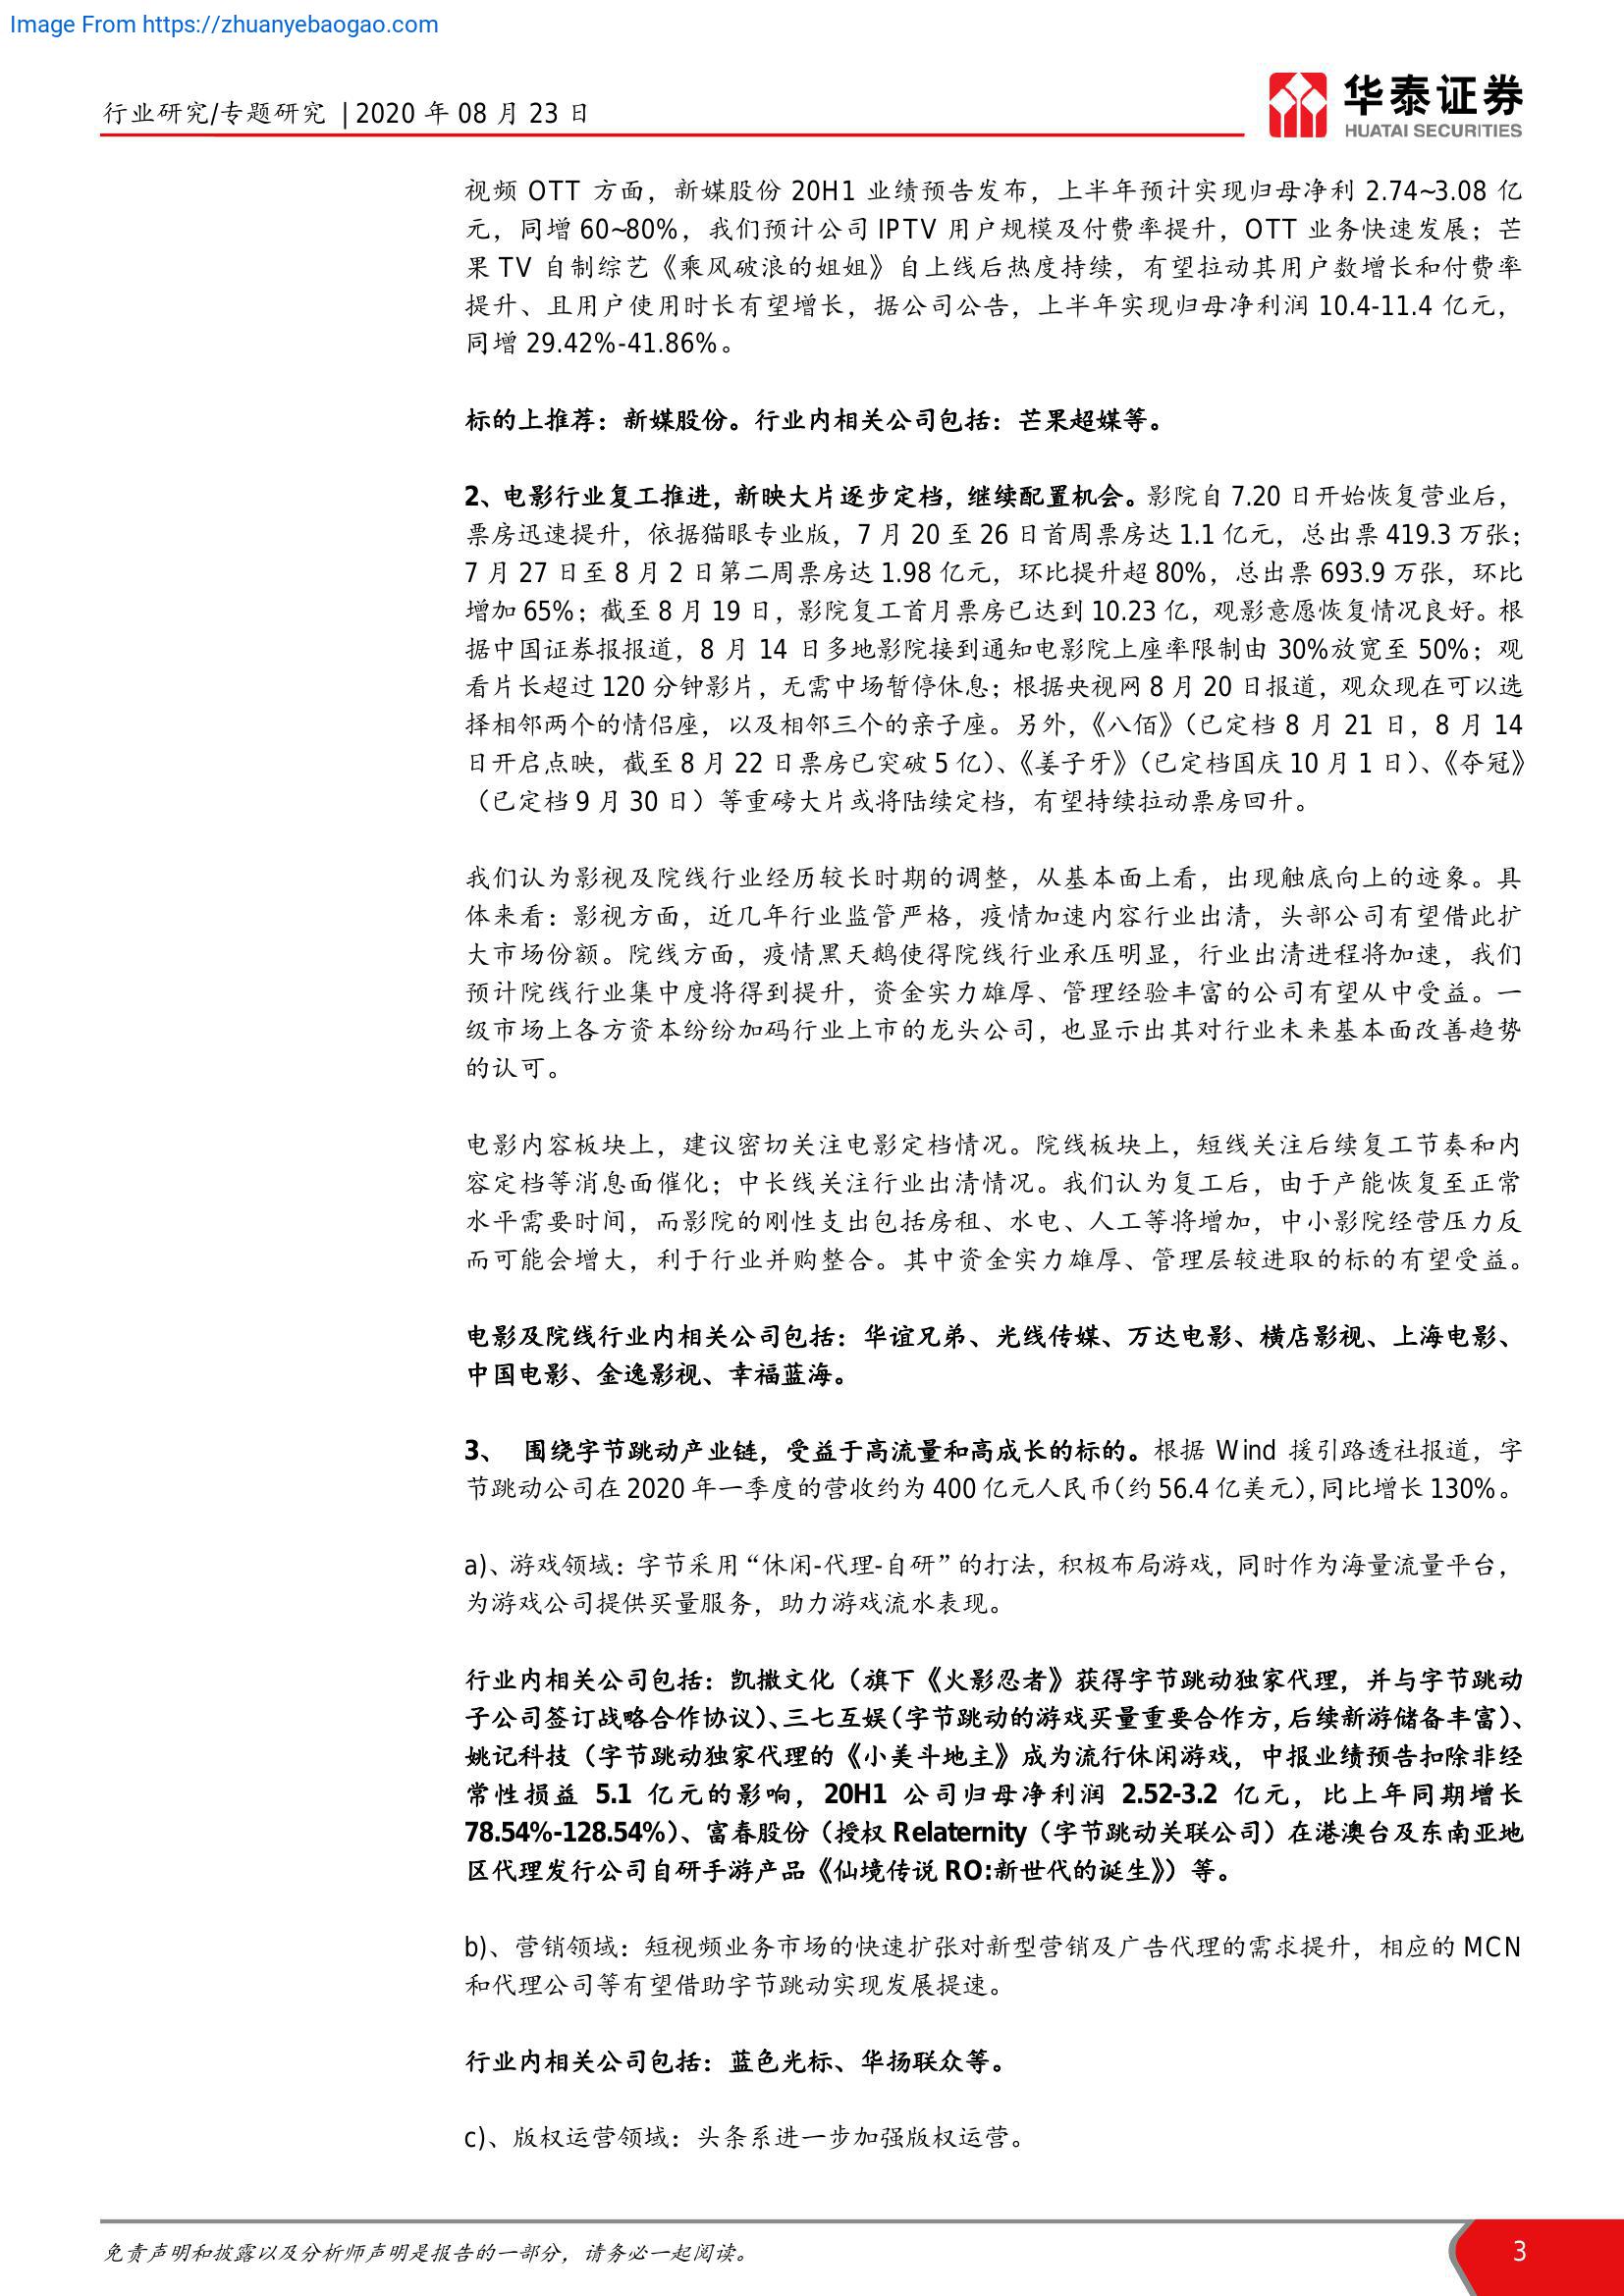 Image From https://zhuanyebaogao.com
行业研究/专题研究 | 2020 年 08 月 23 日
华泰证券
HUATAI SECURITIES
视频 OTT 方面，新媒股份 20H1 业绩预告发布，上半年预计实现归母净利 2.74~3.08 亿
元，同增 60~80%，我们预计公司 IPTV 用户规模及付费率提升，OTT 业务快速发展；芒
果 TV 自制综艺《乘风破浪的姐姐》自上线后热度持续，有望拉动其用户数增长和付费率
提升、且用户使用时长有望增长，据公司公告，上半年实现归母净利润 10.4-11.4 亿元，
同增 29.42%-41.86%。
标的上推荐：新媒股份。行业内相关公司包括：芒果超媒等。
2、电影行业复工推进，新映大片逐步定档，继续配置机会。影院自 7.20 日开始恢复营业后，
票房迅速提升，依据猫眼专业版，7 月 20 至 26 日首周票房达 1.1 亿元，总出票 419.3 万张；
7 月 27 日至 8 月 2 日第二周票房达 1.98 亿元，环比提升超 80%，总出票 693.9 万张，环比
增加 65%；截至 8 月 19 日，影院复工首月票房已达到 10.23 亿，观影意愿恢复情况良好。根
据中国证券报报道，8 月 14 日多地影院接到通知电影院上座率限制由 30%放宽至 50%；观
看片长超过 120 分钟影片，无需中场暂停休息；根据央视网 8 月 20 日报道，观众现在可以选
择相邻两个的情侣座，以及相邻三个的亲子座。另外，《八佰》（已定档 8 月 21 日，8 月 14
日开启点映，截至 8 月 22 日票房已突破 5 亿）、《姜子牙》（已定档国庆 10 月 1 日）、《夺冠》
（已定档 9 月 30 日）等重磅大片或将陆续定档，有望持续拉动票房回升。
我们认为影视及院线行业经历较长时期的调整，从基本面上看，出现触底向上的迹象。具
体来看：影视方面，近几年行业监管严格，疫情加速内容行业出清，头部公司有望借此扩
大市场份额。院线方面，疫情黑天鹅使得院线行业承压明显，行业出清进程将加速，我们
预计院线行业集中度将得到提升，资金实力雄厚、管理经验丰富的公司有望从中受益。一
级市场上各方资本纷纷加码行业上市的龙头公司，也显示出其对行业未来基本面改善趋势
的认可。
电影内容板块上，建议密切关注电影定档情况。院线板块上，短线关注后续复工节奏和内
容定档等消息面催化；中长线关注行业出清情况。我们认为复工后，由于产能恢复至正常
水平需要时间，而影院的刚性支出包括房租、水电、人工等将增加，中小影院经营压力反
而可能会增大，利于行业并购整合。其中资金实力雄厚、管理层较进取的标的有望受益。
电影及院线行业内相关公司包括：华谊兄弟、光线传媒、万达电影、横店影视、上海电影、
中国电影、金逸影视、幸福蓝海。
3、 围绕字节跳动产业链，受益于高流量和高成长的标的。根据 Wind 援引路透社报道，字
节跳动公司在 2020 年一季度的营收约为 400 亿元人民币（约 56.4 亿美元），同比增长 130%。
a)、游戏领域：字节采用“休闲-代理-自研”的打法，积极布局游戏，同时作为海量流量平台，
为游戏公司提供买量服务，助力游戏流水表现。
行业内相关公司包括：凯撒文化（旗下《火影忍者》获得字节跳动独家代理，并与字节跳动
子公司签订战略合作协议）、三七互娱（字节跳动的游戏买量重要合作方，后续新游储备丰富）、
姚记科技（字节跳动独家代理的《小美斗地主》成为流行休闲游戏，中报业绩预告扣除非经
常性损益 5.1 亿元的影响，20H1 公司归母净利润 2.52-3.2 亿元，比上年同期增长
78.54%-128.54%）、富春股份（授权 Relaternity（字节跳动关联公司）在港澳台及东南亚地
区代理发行公司自研手游产品《仙境传说 RO:新世代的诞生》）等。
b)、营销领域：短视频业务市场的快速扩张对新型营销及广告代理的需求提升，相应的 MCN
和代理公司等有望借助字节跳动实现发展提速。
行业内相关公司包括：蓝色光标、华扬联众等。
c)、版权运营领域：头条系进一步加强版权运营。
免责声明和披露以及分析师声明是报告的一部分，请务必一起阅读。
3